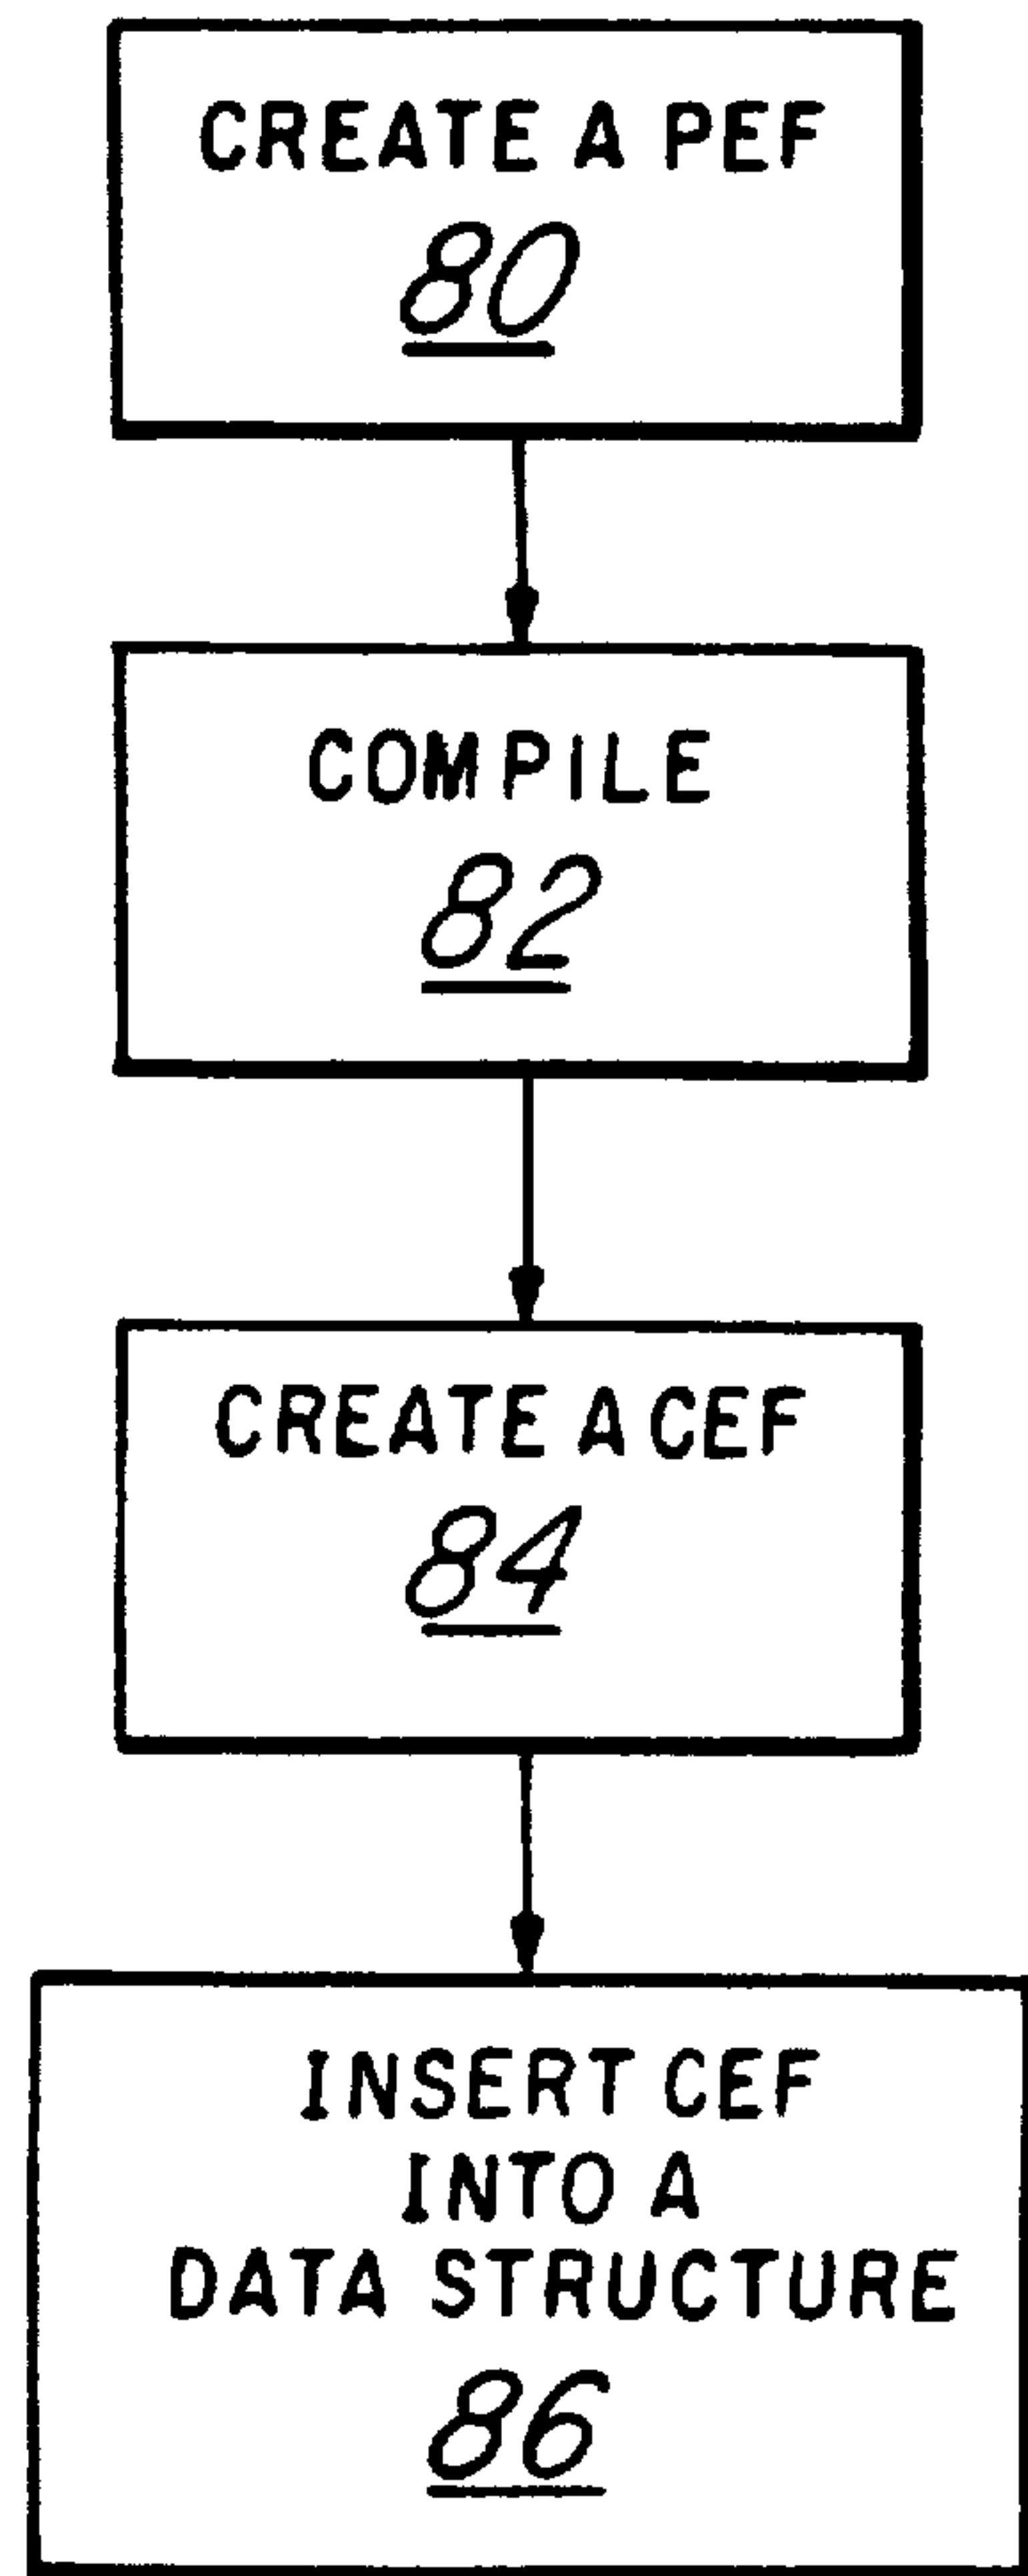 CREATE A PEF
80
COMPILE
82
CREATE A CEF
84
INSERT CEF
INTO A
DATA STRUCTURE
86